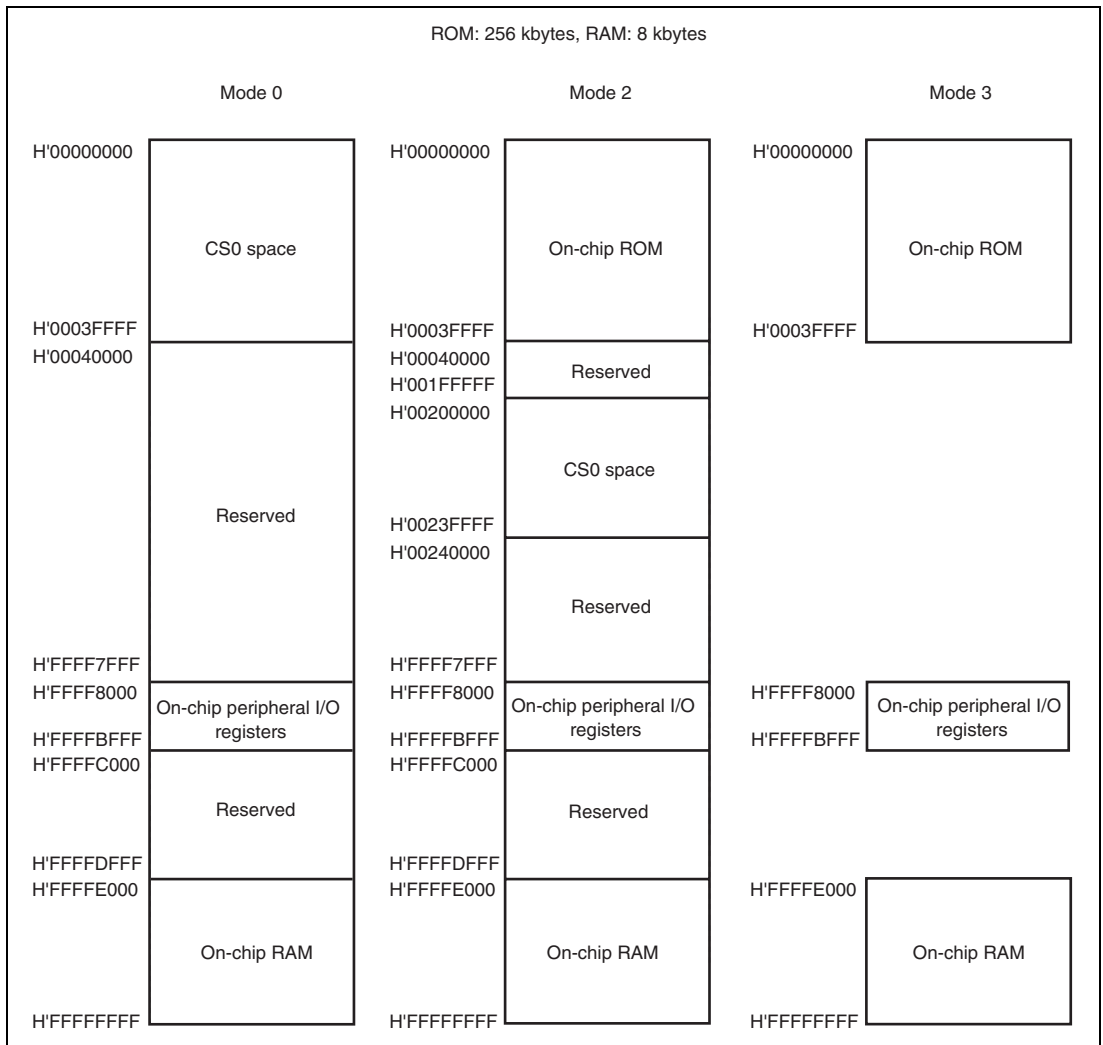 ROM: 256 kbytes, RAM: 8 kbytes
Mode 0
H'00000000
CS0 space
H'0003FFFF
H'00040000
Reserved
H'FFFF7FFF
H'FFFF8000
On-chip peripheral I/O
registers
H'FFFFBFFF
H'FFFFC000
Reserved
H'FFFFDFFF
H'FFFFE000
On-chip RAM
H'FFFFFFFF
Mode 2
H'00000000
On-chip ROM
H'0003FFFF
H'00040000
Reserved
H'001FFFFF
H'00200000
CS0 space
H'0023FFFF
H'00240000
Reserved
H'FFFF7FFF
H'FFFF8000
On-chip peripheral I/O
registers
H'FFFFBFFF
H'FFFFC000
Reserved
H'FFFFDFFF
H'FFFFE000
On-chip RAM
H'FFFFFFFF
Mode 3
H'00000000
On-chip ROM
H'0003FFFF
H'FFFF8000
On-chip peripheral I/O
registers
H'FFFFBFFF
H'FFFFE000
On-chip RAM
H'FFFFFFFF